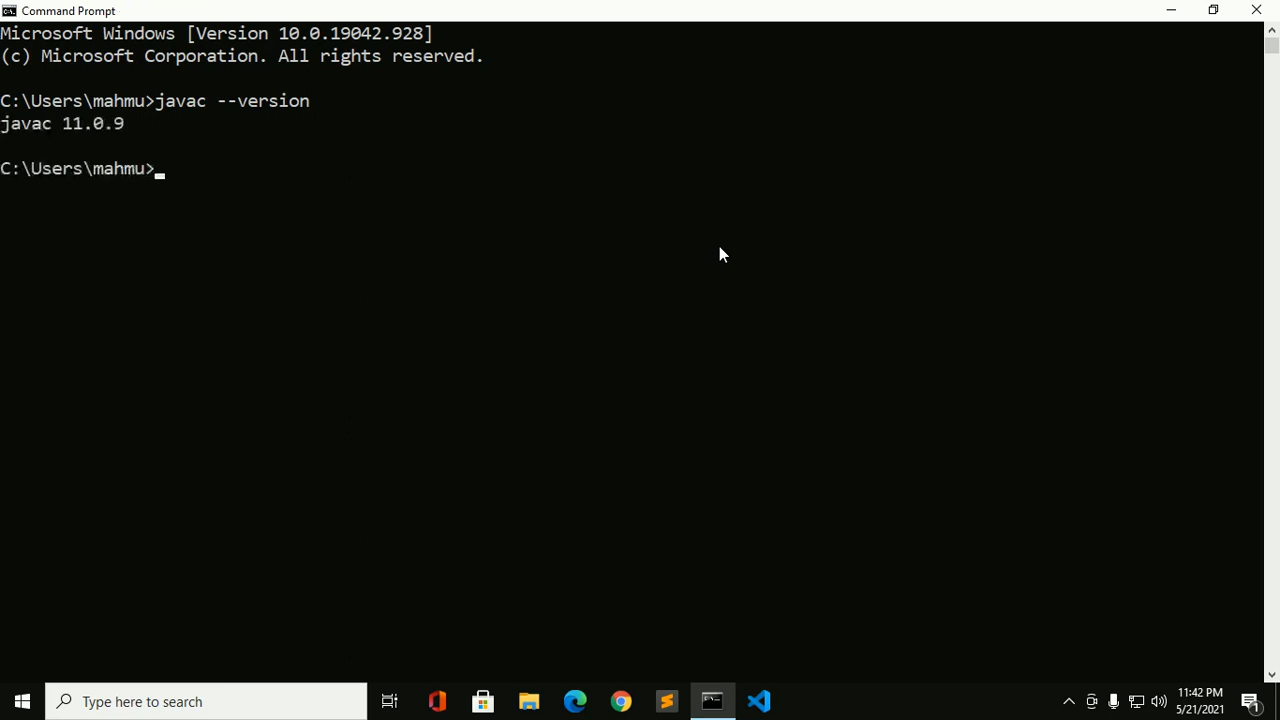 Command Prompt
Microsoft Windows [Version 10.0.19042.928]
(c) Microsoft Corporation. All rights reserved.
C:\Users\mahmu>javac --version
javac 11.0.9
C:\Users\mahmu>
Type here to search
11:42 PM
5/21/2021
1